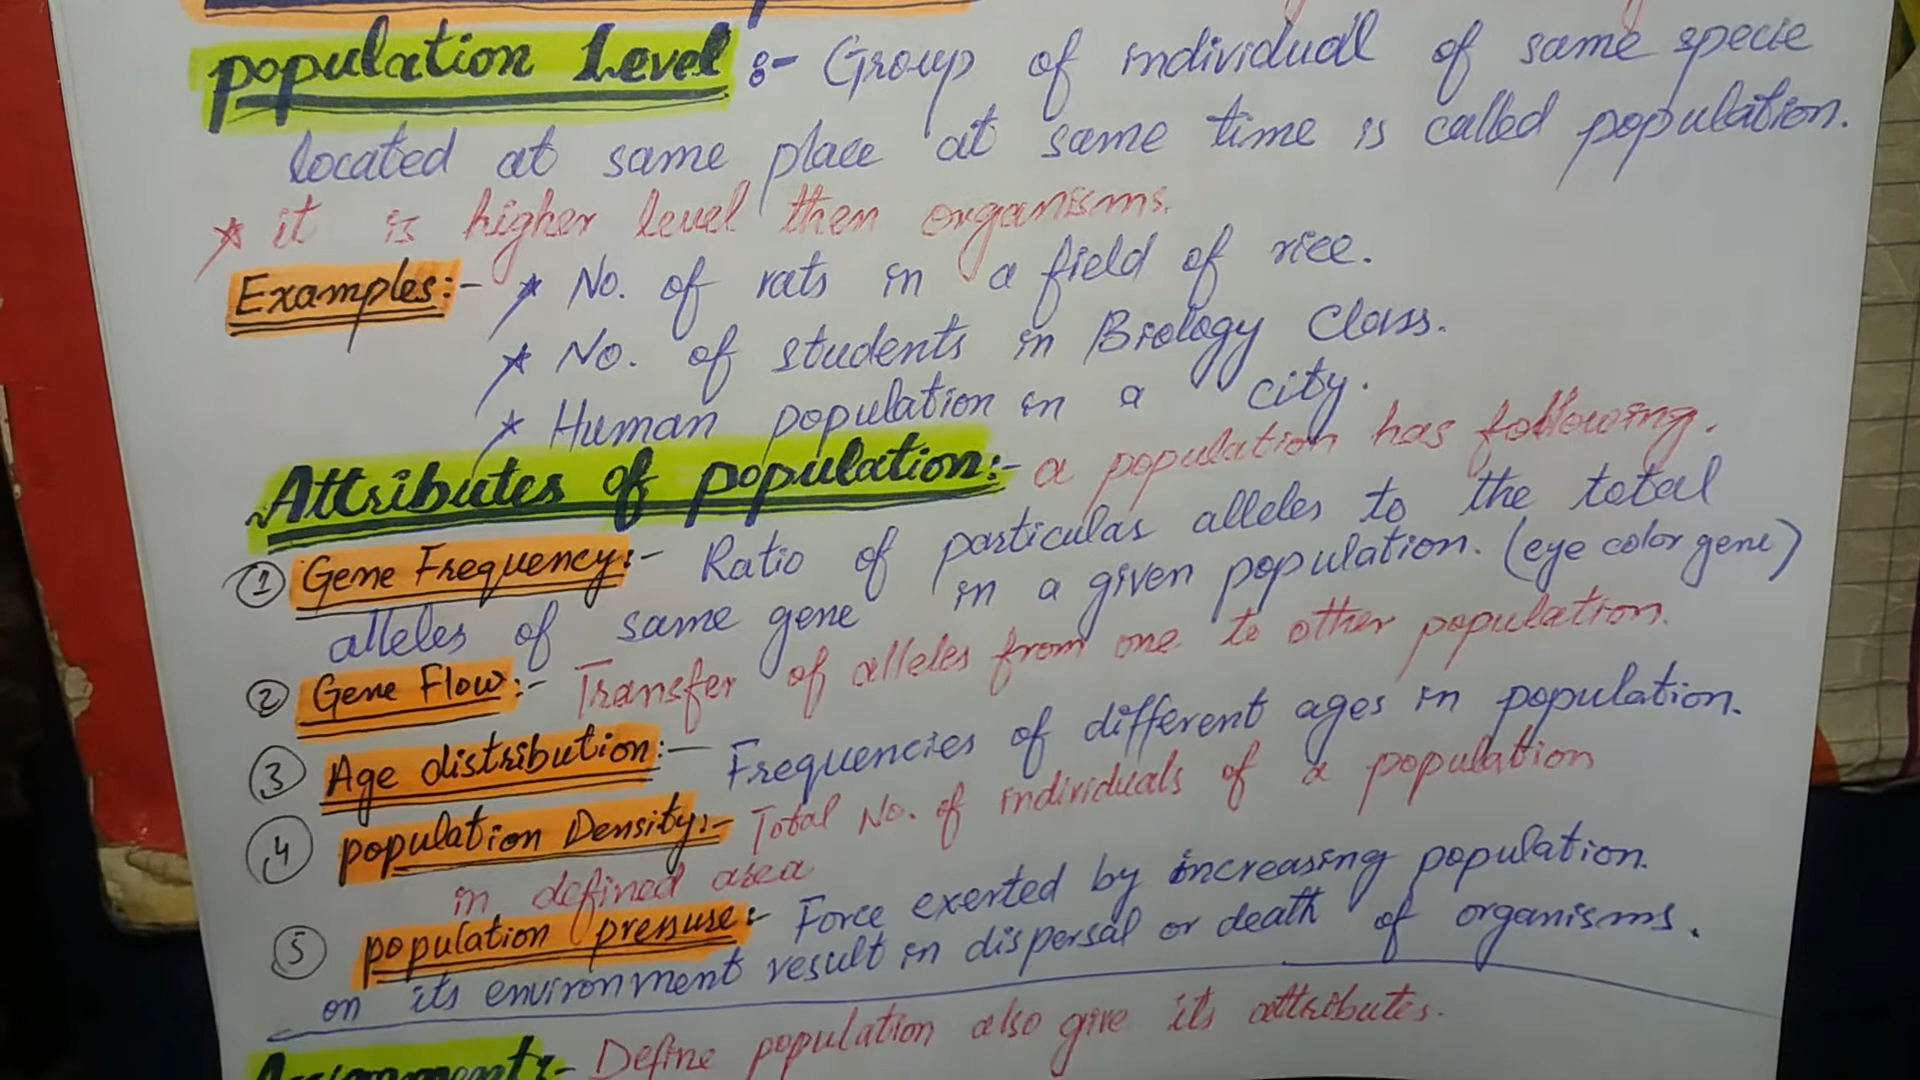 population Level :- Group of individual of same specie
located at same place at same time is called population.
* it is higher level then organisms.
Examples:- * No. of rats in a field of rice.
* No. of students in Biology Class.
* Human population in a city.
Attributes of population:- a population has following.
1 Gene Frequency:- Ratio of particular alleles to the total
alleles of same gene in a given population. (eye color gene)
2 Gene Flow:- Transfer of alleles from one to other population.
3 Age distribution:- Frequencies of different ages in population.
4 population Density:- Total No. of individuals of a population
in defined area
5 population pressure:- Force exerted by increasing population.
on its environment result in dispersal or death of organisms.
Assignment:- Define population also give its attributes.